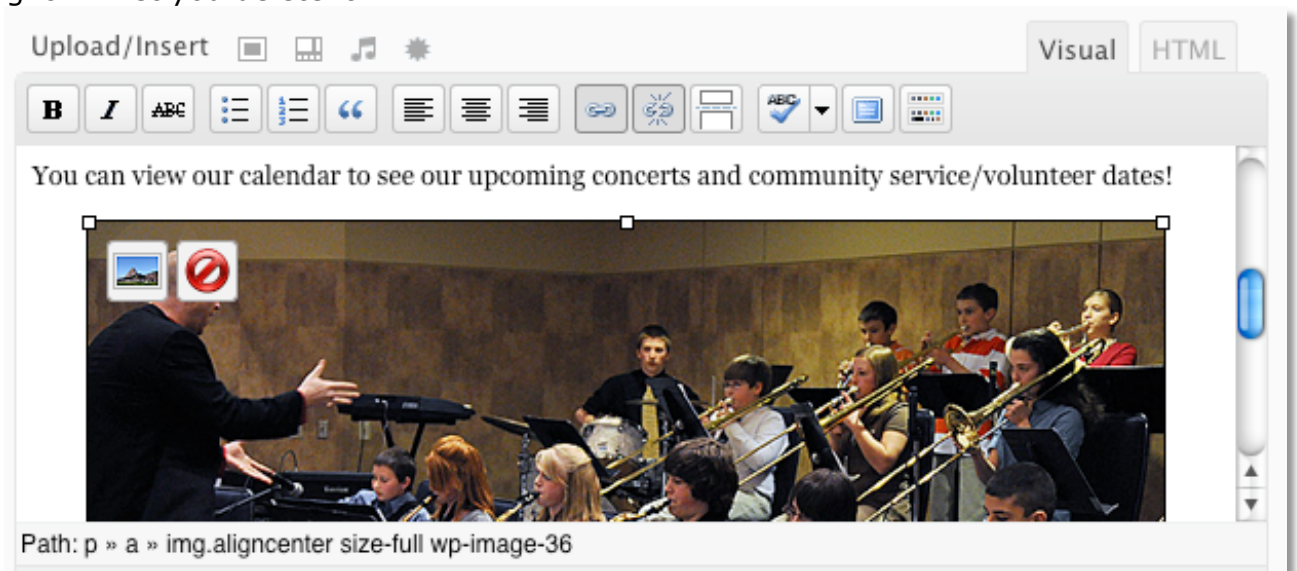 Upload/Insert
Visual HTML
B I ABC ABC
You can view our calendar to see our upcoming concerts and community service/volunteer dates!
Path: p » a » img.aligncenter size-full wp-image-36